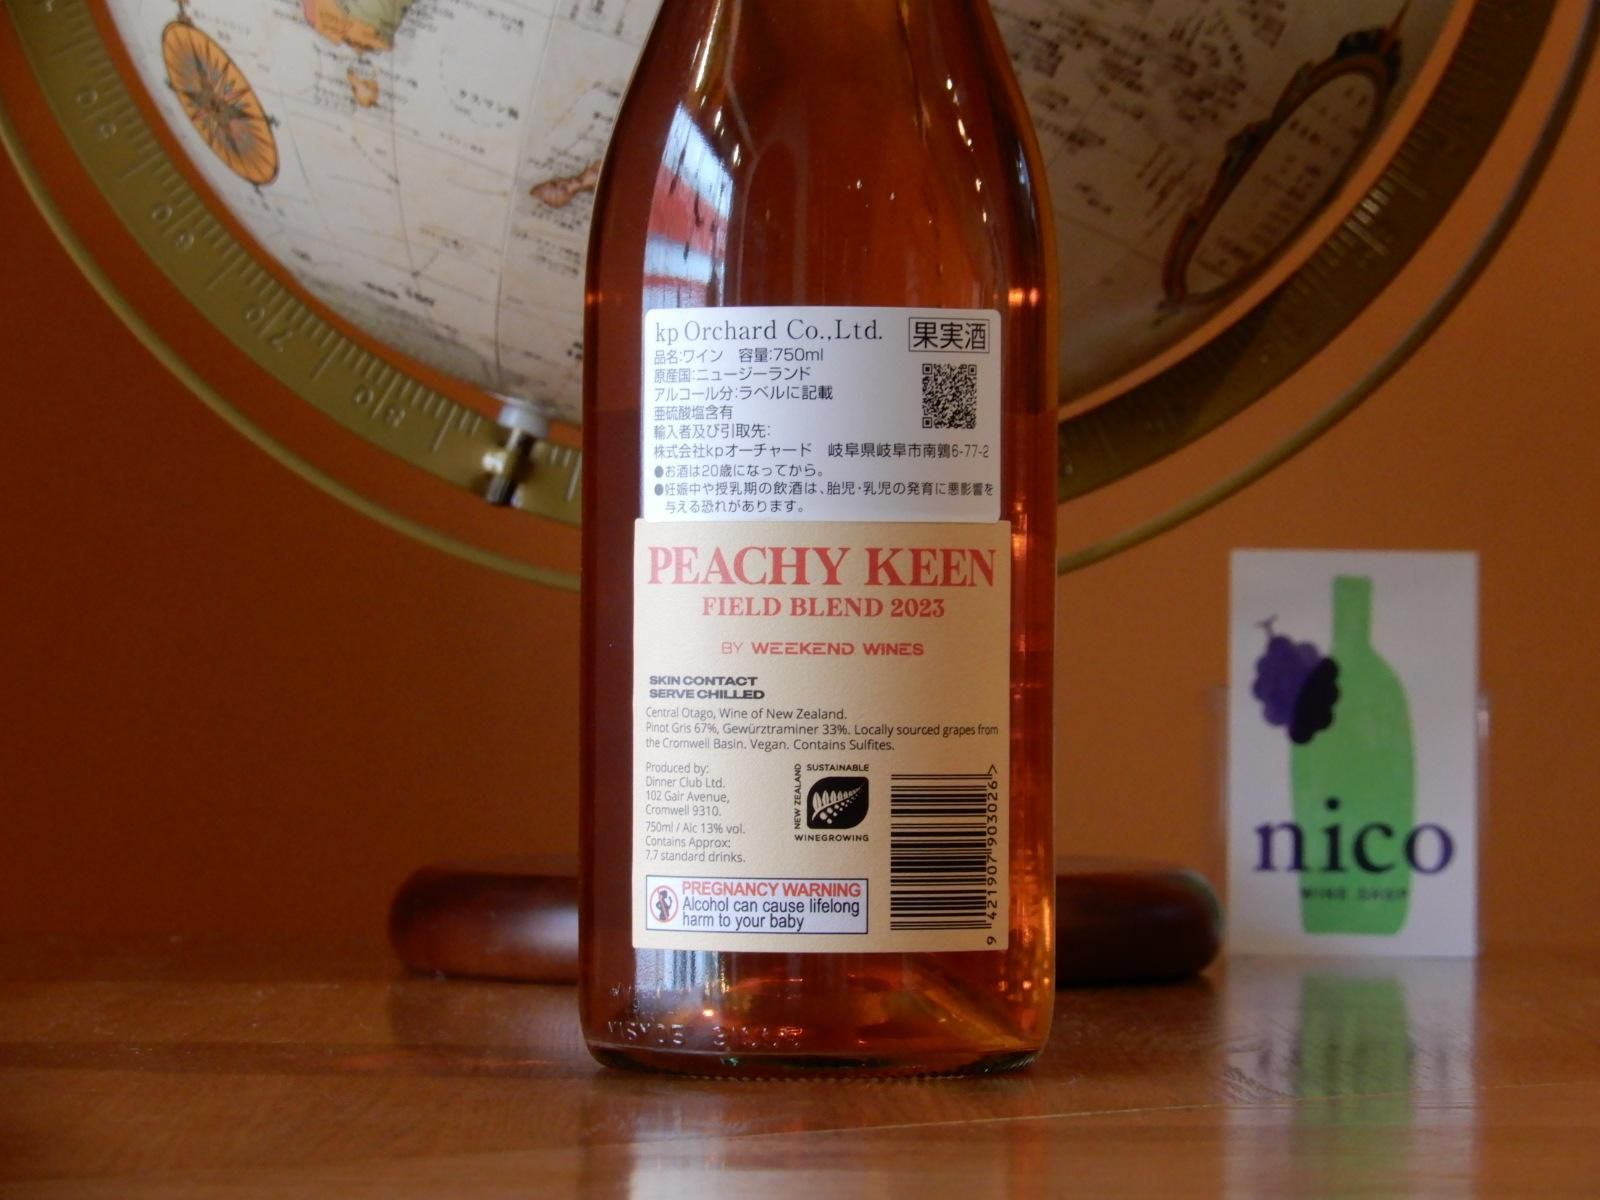 kp Orchard Co.,Ltd. 果実酒
品名:ワイン 容量:750ml
原産国:ニュージーランド
アルコール分:ラベルに記載
亜硫酸塩含有
輸入者及び引取先:
株式会社kpオーチャード 岐阜県岐阜市南鶉6-77-2
●お酒は20歳になってから。
●妊娠中や授乳期の飲酒は、胎児・乳児の発育に悪影響を
与える恐れがあります。
PEACHY KEEN
FIELD BLEND 2023
BY WEEKEND WINES
SKIN CONTACT
SERVE CHILLED
Central Otago, Wine of New Zealand.
Pinot Gris 67%, Gewürztraminer 33%. Locally sourced grapes from
the Cromwell Basin. Vegan. Contains Sulfites.
Produced by:
Dinner Club Ltd.
102 Gair Avenue,
Cromwell 9310.
750ml / Alc 13% vol.
Contains Approx:
7.7 standard drinks.
SUSTAINABLE
NEW ZEALAND
WINEGROWING
9 421907 903026 >
PREGNANCY WARNING
Alcohol can cause lifelong
harm to your baby
nico
WINE SHOP
タスマン海